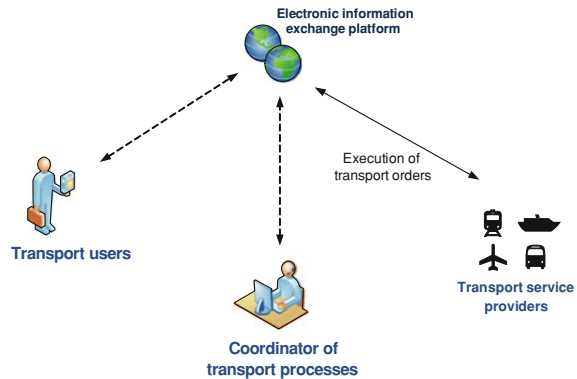 Electronic information
exchange platform
Execution of
transport orders
Transport users
Transport service
providers
Coordinator of
transport processes